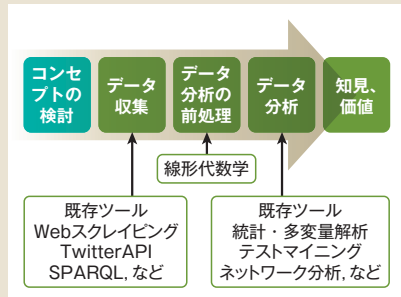 コンセ
プトの
検討
データ
収集
データ
分析の
前処理
データ
分析
知見、
価値
線形代数学
既存ツール
Webスクレイピング
TwitterAPI
SPARQL, など
既存ツール
統計・多変量解析
テストマイニング
ネットワーク分析, など